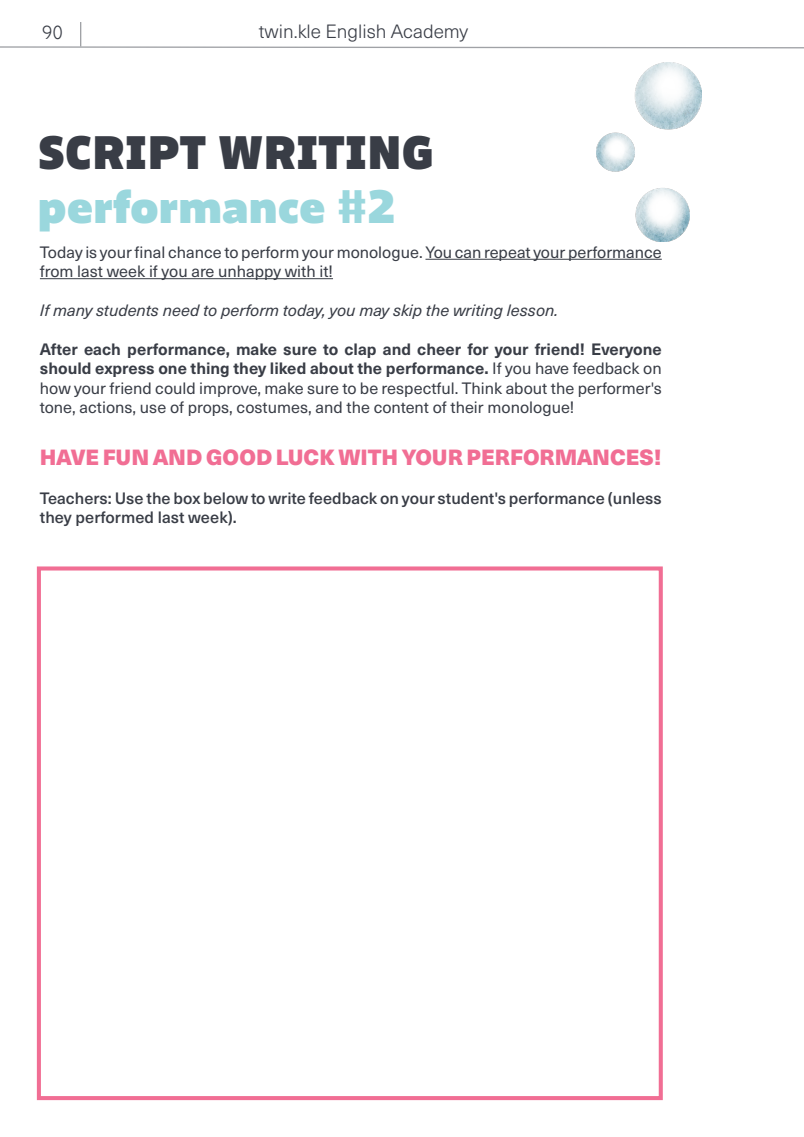 90
twin.kle English Academy
SCRIPT WRITING
performance #2
Today is your final chance to perform your monologue. You can repeat your performance
from last week if you are unhappy with it!
If many students need to perform today, you may skip the writing lesson.
After each performance, make sure to clap and cheer for your friend! Everyone
should express one thing they liked about the performance. If you have feedback on
how your friend could improve, make sure to be respectful. Think about the performer's
tone, actions, use of props, costumes, and the content of their monologue!
HAVE FUN AND GOOD LUCK WITH YOUR PERFORMANCES!
Teachers: Use the box below to write feedback on your student's performance (unless
they performed last week).